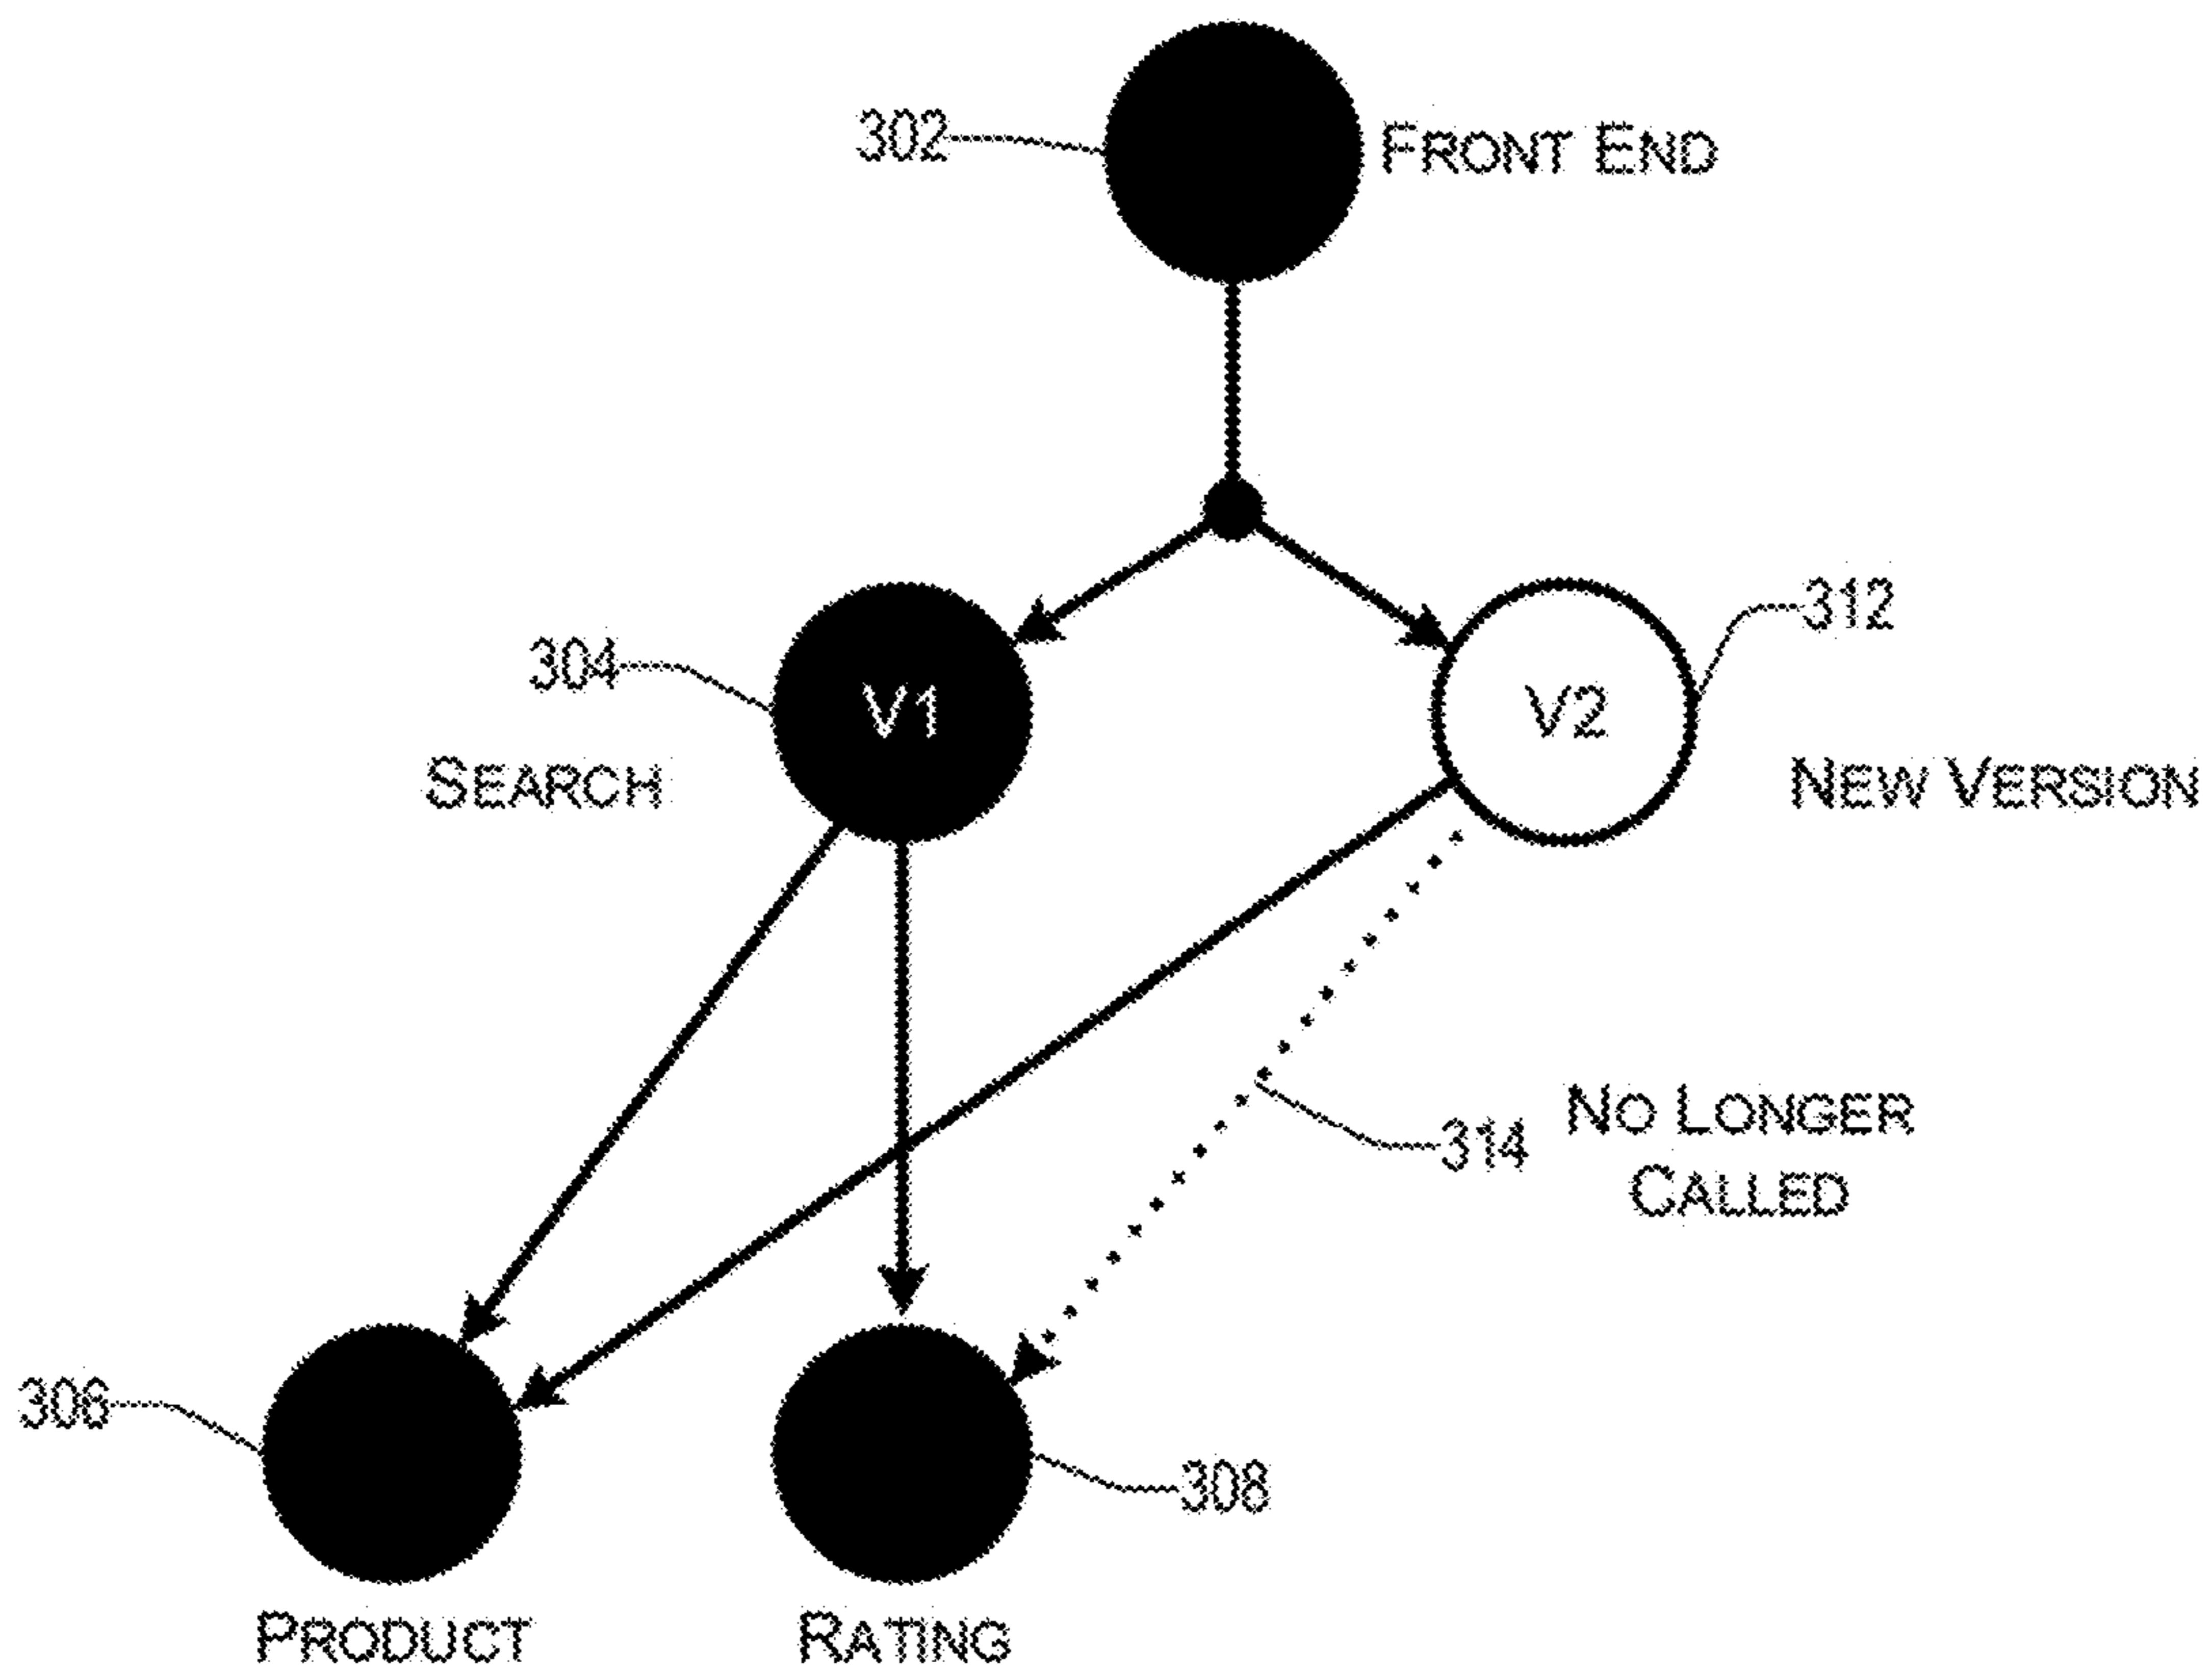 302
FRONT END
304
V1
V2
312
SEARCH
NEW VERSION
314
NO LONGER
CALLED
306
308
PRODUCT
RATING